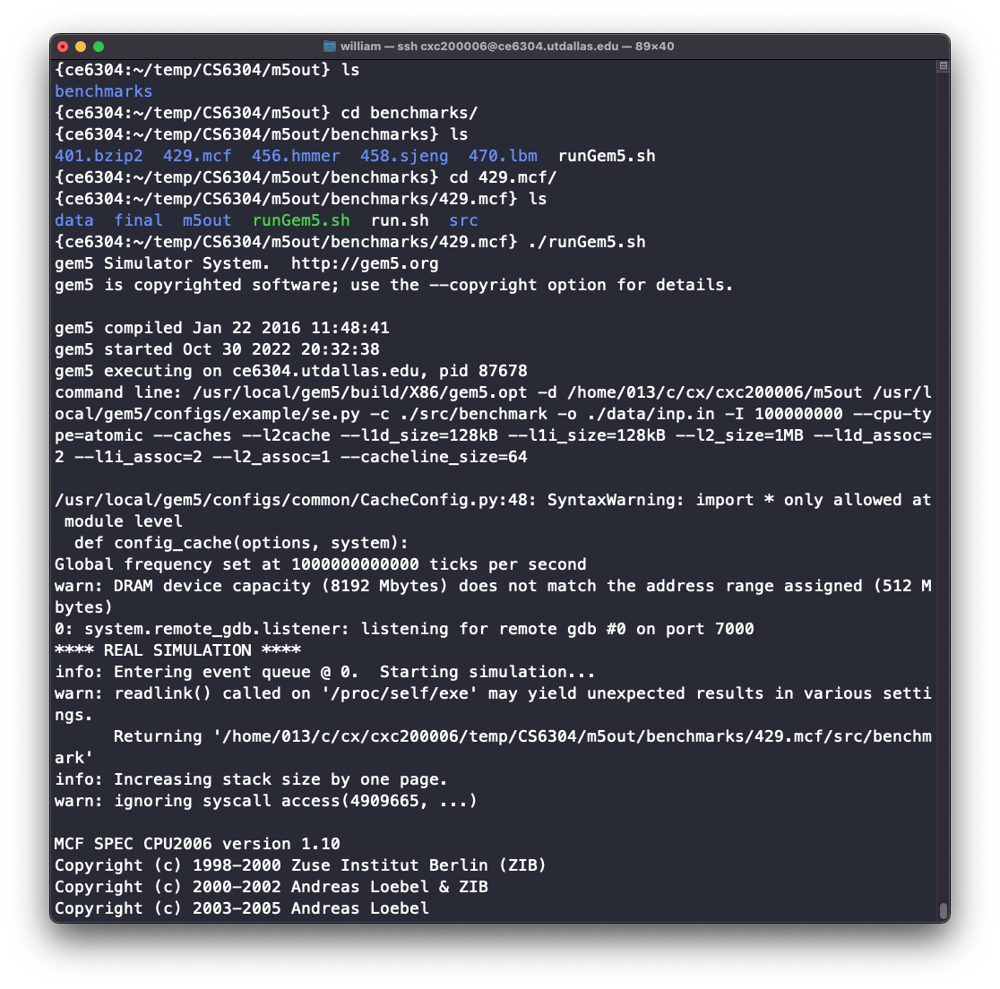 william — ssh cxc200006@ce6304.utdallas.edu — 89×40
{ce6304:~/temp/CS6304/m5out} ls
benchmarks
{ce6304:~/temp/CS6304/m5out} cd benchmarks/
{ce6304:~/temp/CS6304/m5out/benchmarks} ls
401.bzip2  429.mcf  456.hmmer  458.sjeng  470.lbm  runGem5.sh
{ce6304:~/temp/CS6304/m5out/benchmarks} cd 429.mcf/
{ce6304:~/temp/CS6304/m5out/benchmarks/429.mcf} ls
data  final  m5out  runGem5.sh  run.sh  src
{ce6304:~/temp/CS6304/m5out/benchmarks/429.mcf} ./runGem5.sh
gem5 Simulator System.  http://gem5.org
gem5 is copyrighted software; use the --copyright option for details.

gem5 compiled Jan 22 2016 11:48:41
gem5 started Oct 30 2022 20:32:38
gem5 executing on ce6304.utdallas.edu, pid 87678
command line: /usr/local/gem5/build/X86/gem5.opt -d /home/013/c/cx/cxc200006/m5out /usr/l
ocal/gem5/configs/example/se.py -c ./src/benchmark -o ./data/inp.in -I 100000000 --cpu-ty
pe=atomic --caches --l2cache --l1d_size=128kB --l1i_size=128kB --l2_size=1MB --l1d_assoc=
2 --l1i_assoc=2 --l2_assoc=1 --cacheline_size=64

/usr/local/gem5/configs/common/CacheConfig.py:48: SyntaxWarning: import * only allowed at
 module level
  def config_cache(options, system):
Global frequency set at 1000000000000 ticks per second
warn: DRAM device capacity (8192 Mbytes) does not match the address range assigned (512 M
bytes)
0: system.remote_gdb.listener: listening for remote gdb #0 on port 7000
**** REAL SIMULATION ****
info: Entering event queue @ 0.  Starting simulation...
warn: readlink() called on '/proc/self/exe' may yield unexpected results in various setti
ngs.
      Returning '/home/013/c/cx/cxc200006/temp/CS6304/m5out/benchmarks/429.mcf/src/benchm
ark'
info: Increasing stack size by one page.
warn: ignoring syscall access(4909665, ...)

MCF SPEC CPU2006 version 1.10
Copyright (c) 1998-2000 Zuse Institut Berlin (ZIB)
Copyright (c) 2000-2002 Andreas Loebel & ZIB
Copyright (c) 2003-2005 Andreas Loebel